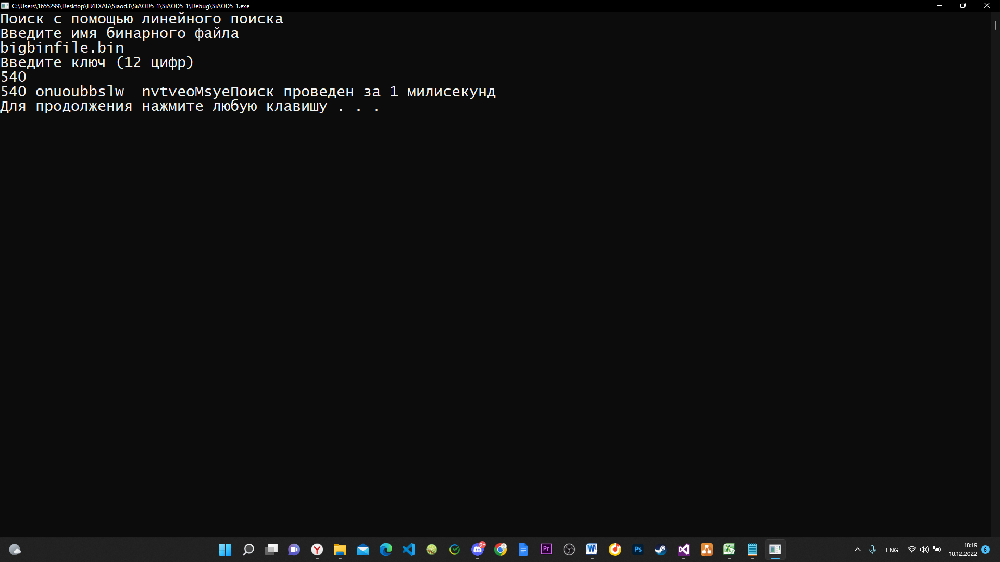 C:\Users\1655299\Desktop\ГИТХАБ\Siaod3\SiAOD5_1\SiAOD5_1\Debug\SiAOD5_1.exe
Поиск с помощью линейного поиска
Введите имя бинарного файла
bigbinfile.bin
Введите ключ (12 цифр)
540
540 onuoubbslw  nvtveoMsyeПоиск проведен за 1 милисекунд
Для продолжения нажмите любую клавишу . . .
9+
Pr
Ps
ENG
18:19
10.12.2022
6